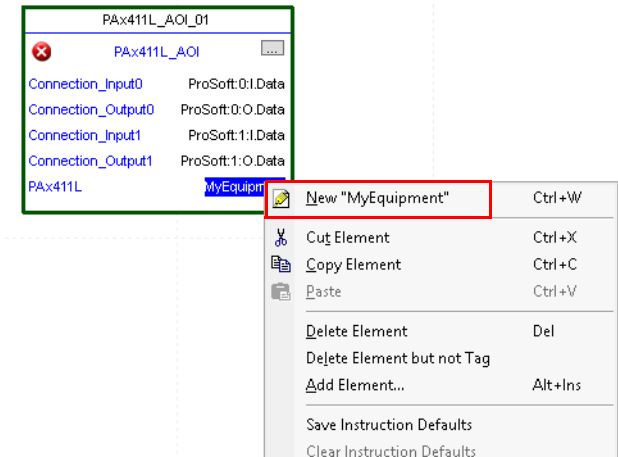 PAx411L_AOI_01
PAx411L_AOI ...
Connection_Input0 ProSoft:0:I.Data
Connection_Output0 ProSoft:0:O.Data
Connection_Input1 ProSoft:1:I.Data
Connection_Output1 ProSoft:1:O.Data
PAx411L
New "MyEquipment" Ctrl+W
Cut Element Ctrl+X
Copy Element Ctrl+C
Paste Ctrl+V
Delete Element Del
Delete Element but not Tag
Add Element... Alt+Ins
Save Instruction Defaults
Clear Instruction Defaults